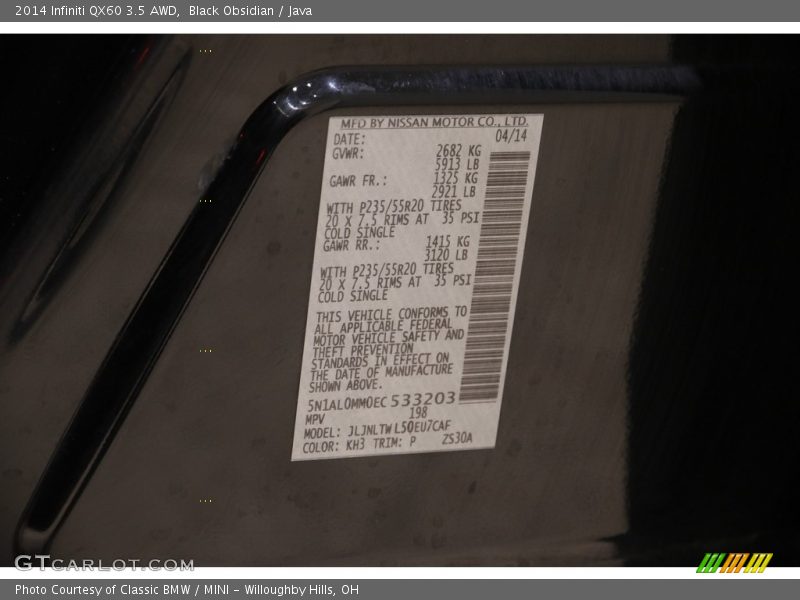 2014 Infiniti QX60 3.5 AWD, Black Obsidian / Java
MFD BY NISSAN MOTOR CO., LTD.
DATE: 04/14
GVWR: 2682 KG
5913 LB
GAWR FR.: 1325 KG
2921 LB
WITH P235/55R20 TIRES
20 X 7.5 RIMS AT 35 PSI
COLD SINGLE
GAWR RR.: 1415 KG
3120 LB
WITH P235/55R20 TIRES
20 X 7.5 RIMS AT 35 PSI
COLD SINGLE
THIS VEHICLE CONFORMS TO
ALL APPLICABLE FEDERAL
MOTOR VEHICLE SAFETY AND
THEFT PREVENTION
STANDARDS IN EFFECT ON
THE DATE OF MANUFACTURE
SHOWN ABOVE.
5N1AL0MM0EC533203
MPV 198
MODEL: JLJNLTWL50EU7CAF
COLOR: KH3 TRIM: P ZS30A
GTCARLOT.COM
Photo Courtesy of Classic BMW / MINI - Willoughby Hills, OH